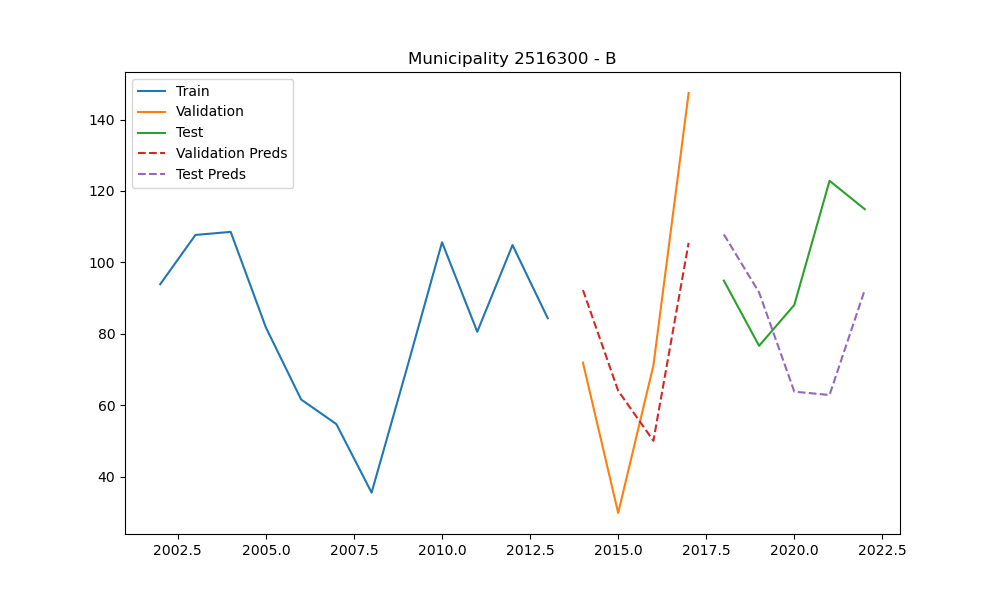 Municipality 2516300 - B
Train
Validation
Test
Validation Preds
Test Preds
140
120
100
80
60
40
2002.5 2005.0 2007.5 2010.0 2012.5 2015.0 2017.5 2020.0 2022.5